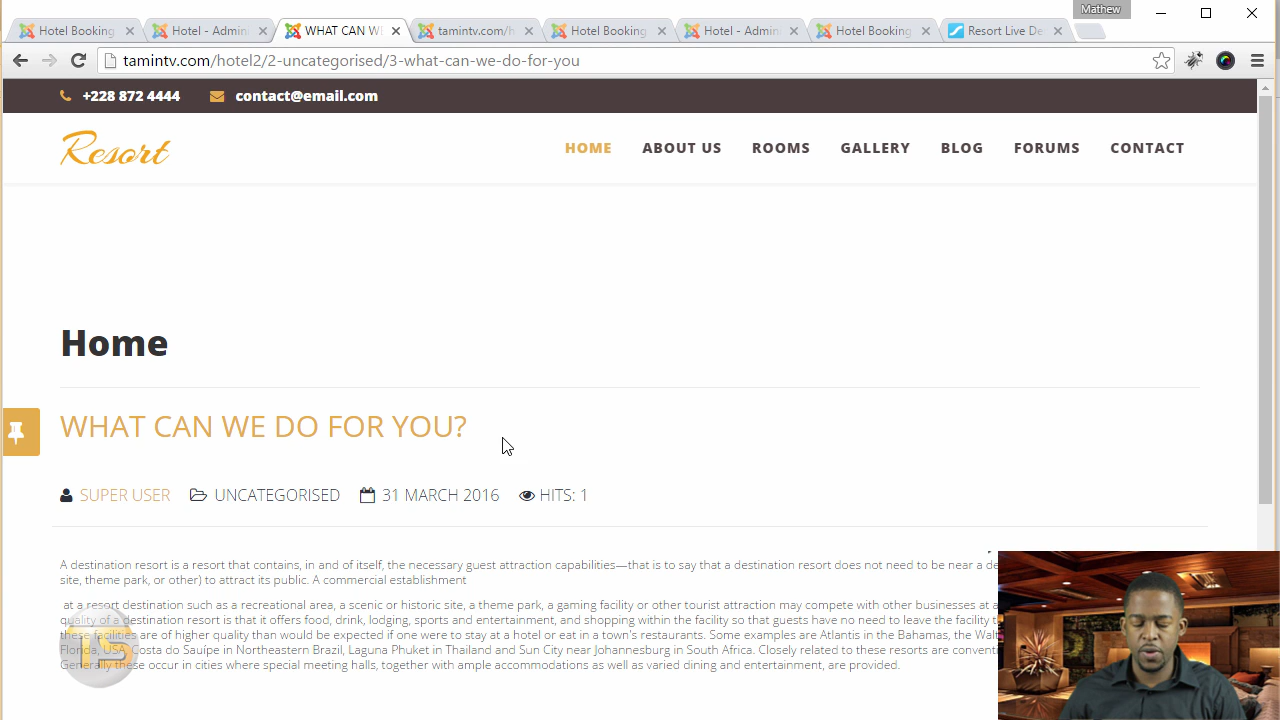 Mathew
Hotel Booking
Hotel - Admin
WHAT CAN WE
tamintv.com/h
Hotel Booking
Hotel - Admin
Hotel Booking
Resort Live De
tamintv.com/hotel2/2-uncategorised/3-what-can-we-dofor-you
+228 872 4444 contact@email.com
Resort
HOME ABOUT US ROOMS GALLERY BLOG FORUMS CONTACT
Home
WHAT CAN WE DO FOR YOU?
SUPER USER UNCATEGORISED 31 MARCH 2016 HITS: 1
A destination resort is a resort that contains, in and of itself, the necessary guest attraction capabilities—that is to say that a destination resort does not need to be near a de
site, theme park, or other) to attract its public. A commercial establishment
at a resort destination such as a recreational area, a scenic or historic site, a theme park, a gaming facility or other tourist attraction may compete with other businesses at a
quality of a destination resort is that it offers food, drink, lodging, sports and entertainment, and shopping within the facility so that guests have no need to leave the facility t
these facilities are of higher quality than would be expected if one were to stay at a hotel or eat in a town's restaurants. Some examples are Atlantis in the Bahamas, the Walt
Florida, USA, Costa do Sauípe in Northeastern Brazil, Laguna Phuket in Thailand and Sun City near Johannesburg in South Africa. Closely related to these resorts are conventi
Generally these occur in cities where special meeting halls, together with ample accommodations as well as varied dining and entertainment, are provided.